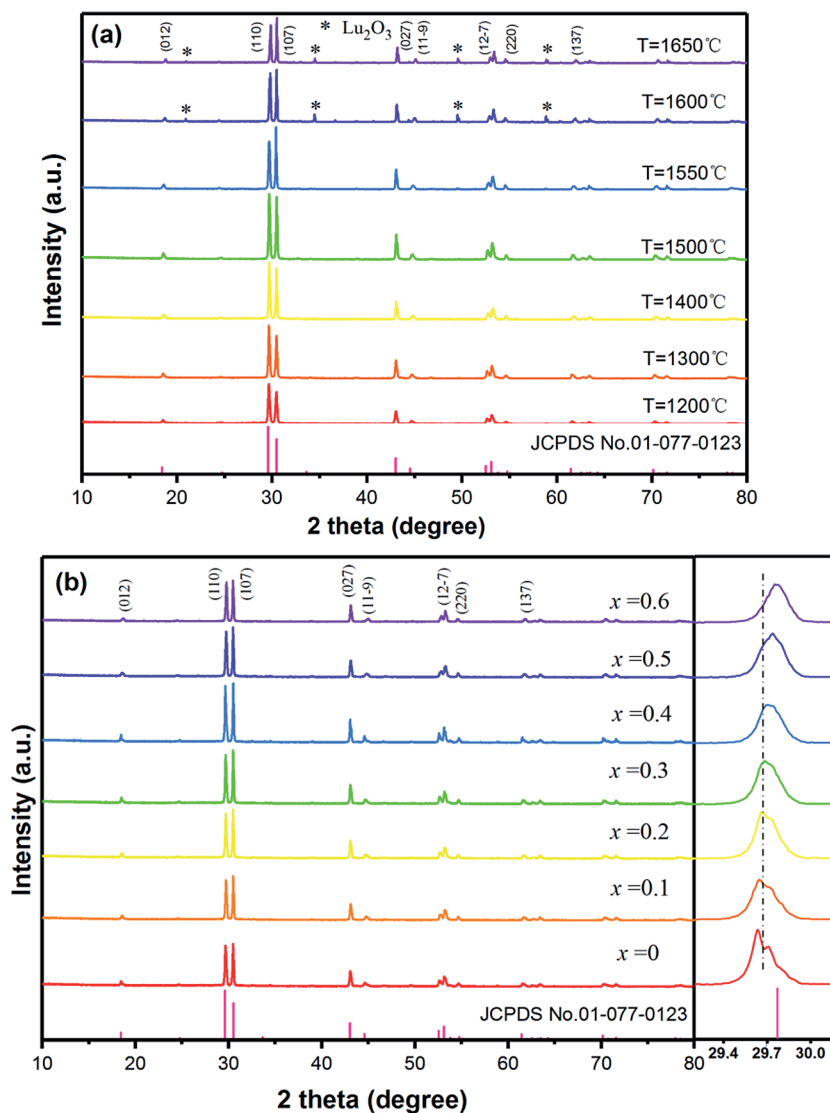 (a)
* Lu₂O₃
(012) * (110) (107) * (027) (11-9) * (12-7) (220) * (137)
T=1650℃
* * * *
T=1600℃
T=1550℃
T=1500℃
T=1400℃
T=1300℃
T=1200℃
JCPDS No.01-077-0123
Intensity (a.u.)
10 20 30 40 50 60 70 80
2 theta (degree)
(b)
(012) (110) (107) (027) (11-9) (12-7) (220) (137)
x =0.6
x =0.5
x =0.4
x =0.3
x =0.2
x =0.1
x =0
JCPDS No.01-077-0123
Intensity (a.u.)
10 20 30 40 50 60 70 80 29.4 29.7 30.0
2 theta (degree)